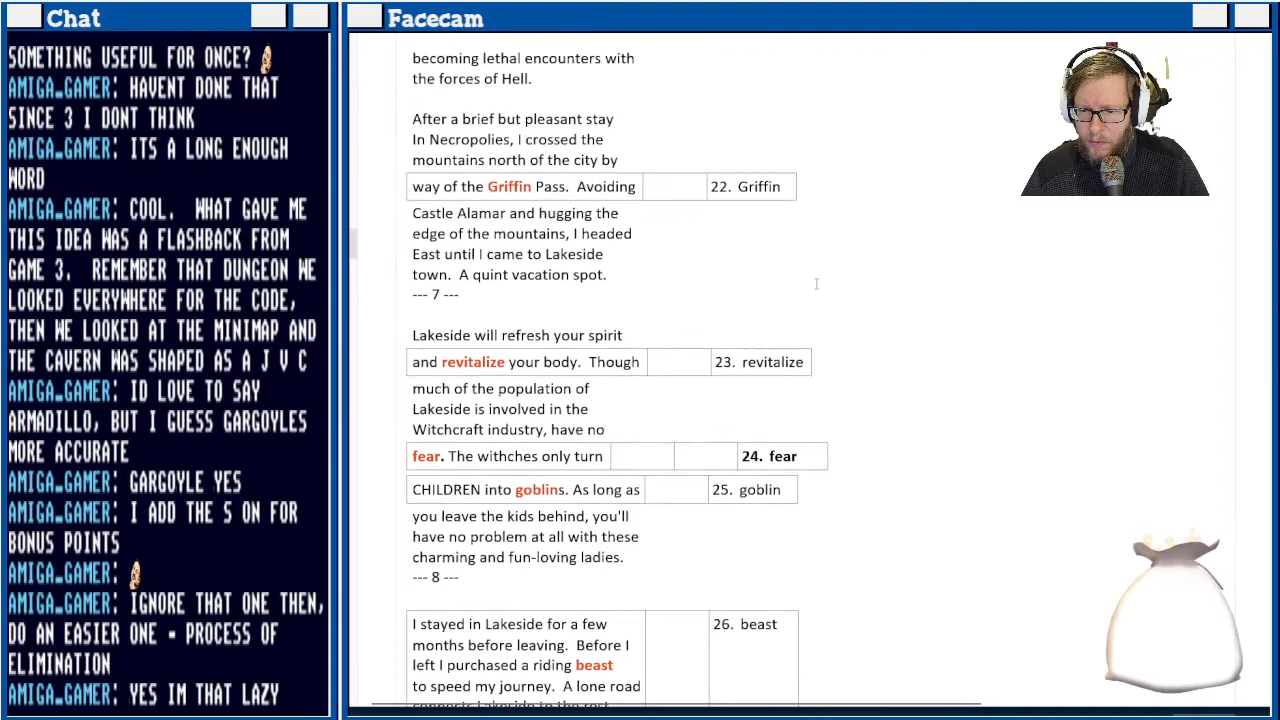 Chat
SOMETHING USEFUL FOR ONCE?
AMIGA_GAMER: HAVENT DONE THAT
SINCE 3 I DONT THINK
AMIGA_GAMER: ITS A LONG ENOUGH
WORD
AMIGA_GAMER: COOL. WHAT GAVE ME
THIS IDEA WAS A FLASHBACK FROM
GAME 3. REMEMBER THAT DUNGEON WE
LOOKED EVERYWHERE FOR THE CODE,
THEN WE LOOKED AT THE MINIMAP AND
THE CAVERN WAS SHAPED AS A J V C
AMIGA_GAMER: ID LOVE TO SAY
ARMADILLO, BUT I GUESS GARGOYLES
MORE ACCURATE
AMIGA_GAMER: GARGOYLE YES
AMIGA_GAMER: I ADD THE S ON FOR
BONUS POINTS
AMIGA_GAMER:
AMIGA_GAMER: IGNORE THAT ONE THEN,
DO AN EASIER ONE - PROCESS OF
ELIMINATION
AMIGA_GAMER: YES IM THAT LAZY
Facecam
becoming lethal encounters with
the forces of Hell.
After a brief but pleasant stay
In Necropolies, I crossed the
mountains north of the city by
way of the Griffin Pass. Avoiding 22. Griffin
Castle Alamar and hugging the
edge of the mountains, I headed
East until I came to Lakeside
town. A quint vacation spot.
--- 7 ---
Lakeside will refresh your spirit
and revitalize your body. Though 23. revitalize
much of the population of
Lakeside is involved in the
Witchcraft industry, have no
fear. The withches only turn 24. fear
CHILDREN into goblins. As long as 25. goblin
you leave the kids behind, you'll
have no problem at all with these
charming and fun-loving ladies.
--- 8 ---
I stayed in Lakeside for a few 26. beast
months before leaving. Before I
left I purchased a riding beast
to speed my journey. A lone road
connects Lakeside to the rest